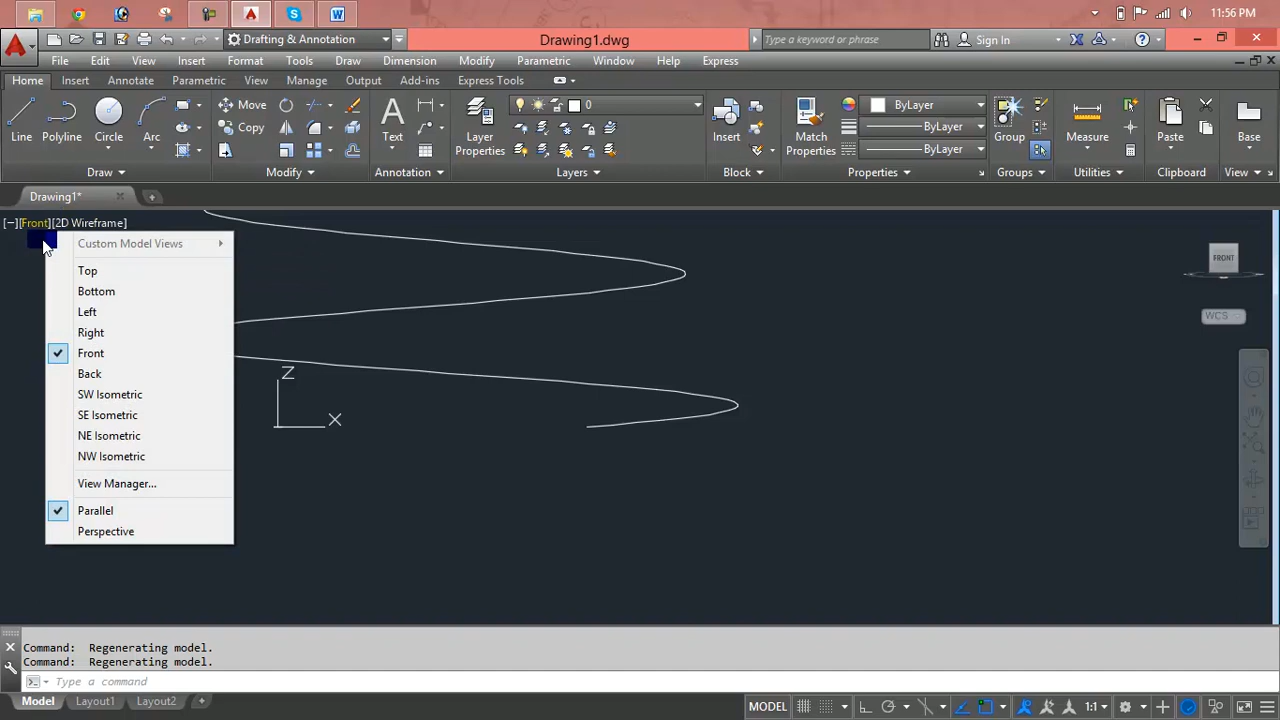 11:56 PM
Drafting & Annotation
Drawing1.dwg
Type a keyword or phrase
Sign In
File Edit View Insert Format Tools Draw Dimension Modify Parametric Window Help Express
Home Insert Annotate Parametric View Manage Output Add-ins Express Tools
Line
Polyline
Circle
Arc
Move
Copy
Text
Layer
Properties
0
Insert
Match
Properties
ByLayer
ByLayer
ByLayer
Group
Measure
Paste
Base
Draw
Modify
Annotation
Layers
Block
Properties
Groups
Utilities
Clipboard
View
Drawing1*
[−][Front][2D Wireframe]
Custom Model Views
Top
Bottom
Left
Right
Front
Back
SW Isometric
SE Isometric
NE Isometric
NW Isometric
View Manager...
Parallel
Perspective
Z
X
FRONT
WCS
Command: Regenerating model.
Command: Regenerating model.
Type a command
Model Layout1 Layout2
MODEL
1:1